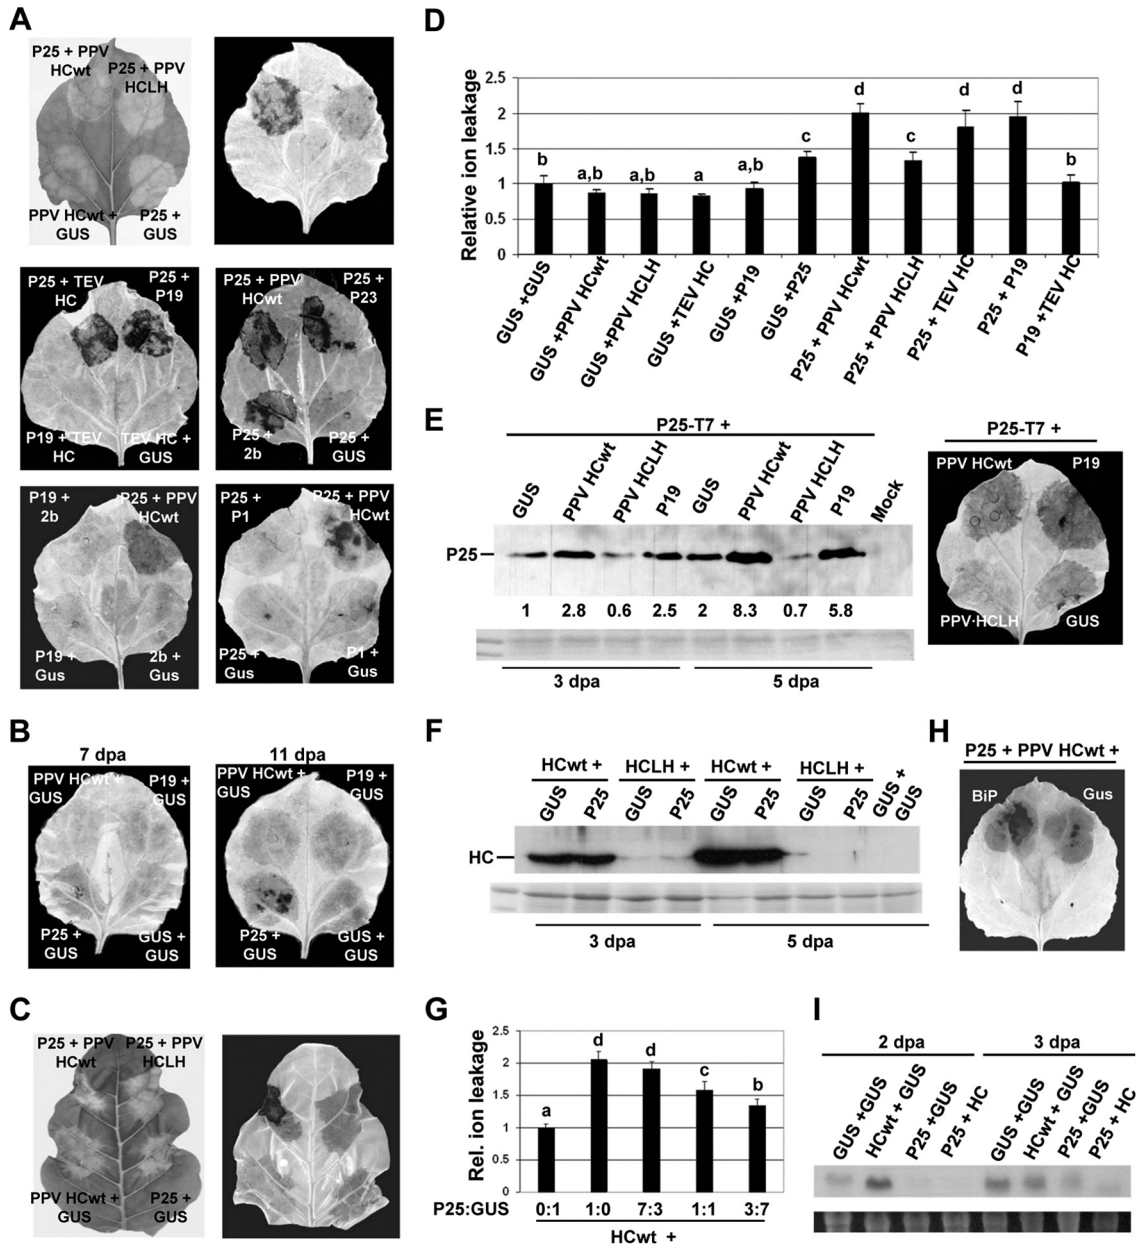 A
P25 + PPV
HCwt
P25 + PPV
HCLH
PPV HCwt +
GUS
P25 +
GUS
P25 + TEV
HC
P25 +
P19
P19 + TEV
HC
TEV HC +
GUS
P25 + PPV
HCwt
P25 +
P23
P25 +
2b
P25 +
GUS
P19 +
2b
P25 + PPV
HCwt
P19 +
Gus
2b +
Gus
P25 +
P1
P25 + PPV
HCwt
P25 +
Gus
P1 +
Gus
B
7 dpa
PPV HCwt +
GUS
P19 +
GUS
P25 +
GUS
GUS +
GUS
11 dpa
PPV HCwt +
GUS
P19 +
GUS
P25 +
GUS
GUS +
GUS
C
P25 + PPV
HCwt
P25 + PPV
HCLH
PPV HCwt +
GUS
P25 +
GUS
D
Relative ion leakage
2.5
2
1.5
1
0.5
0
b
a,b
a,b
a
a,b
c
d
c
d
d
b
GUS +GUS
GUS +PPV HCwt
GUS +PPV HCLH
GUS +TEV HC
GUS +P19
GUS +P25
P25 + PPV HCwt
P25 + PPV HCLH
P25 + TEV HC
P25 + P19
P19 +TEV HC
E
P25-T7 +
GUS
PPV HCwt
PPV HCLH
P19
GUS
PPV HCwt
PPV HCLH
P19
Mock
P25
1 2.8 0.6 2.5 2 8.3 0.7 5.8
3 dpa
5 dpa
P25-T7 +
PPV HCwt
P19
PPV·HCLH
GUS
F
HCwt +
HCLH +
HCwt +
HCLH +
GUS
P25
GUS
P25
GUS
P25
GUS
P25
GUS +
GUS
HC
3 dpa
5 dpa
G
Rel. ion leakage
2.5
2
1.5
1
0.5
0
a
d
d
c
b
P25:GUS
0:1 1:0 7:3 1:1 3:7
HCwt +
H
P25 + PPV HCwt +
BiP
Gus
I
2 dpa
3 dpa
GUS +GUS
HCwt + GUS
P25 +GUS
P25 + HC
GUS +GUS
HCwt + GUS
P25 +GUS
P25 + HC